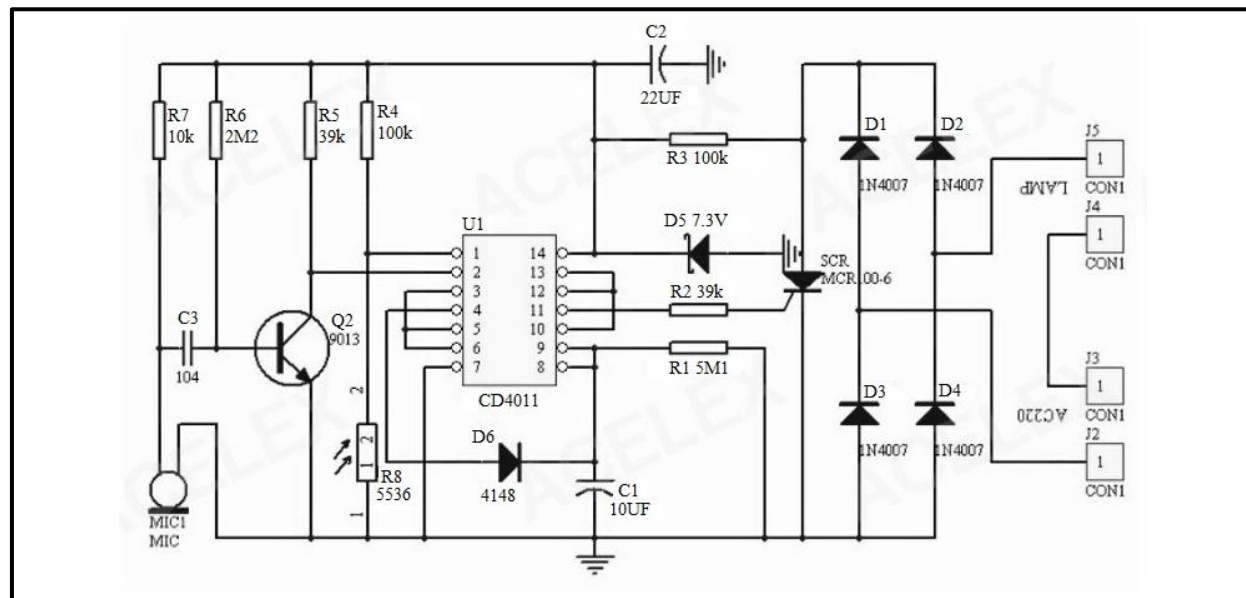 C2
22UF
R7
10k
R6
2M2
R5
39k
R4
100k
R3 100k
D1
1N4007
D2
1N4007
J5
1
CON1
LAMP
J4
1
CON1
U1
1
2
3
4
5
6
7
14
13
12
11
10
9
8
CD4011
D5 7.3V
SCR
MCR100-6
R2 39k
R1 5M1
C3
104
Q2
9013
2
2
1
1
R8
5536
D6
4148
C1
10UF
D3
1N4007
D4
1N4007
J3
1
CON1
AC220
J2
1
CON1
MIC1
MIC
ACELEX
ACELEX
ACELEX
ACELEX
ACELEX
ACELEX